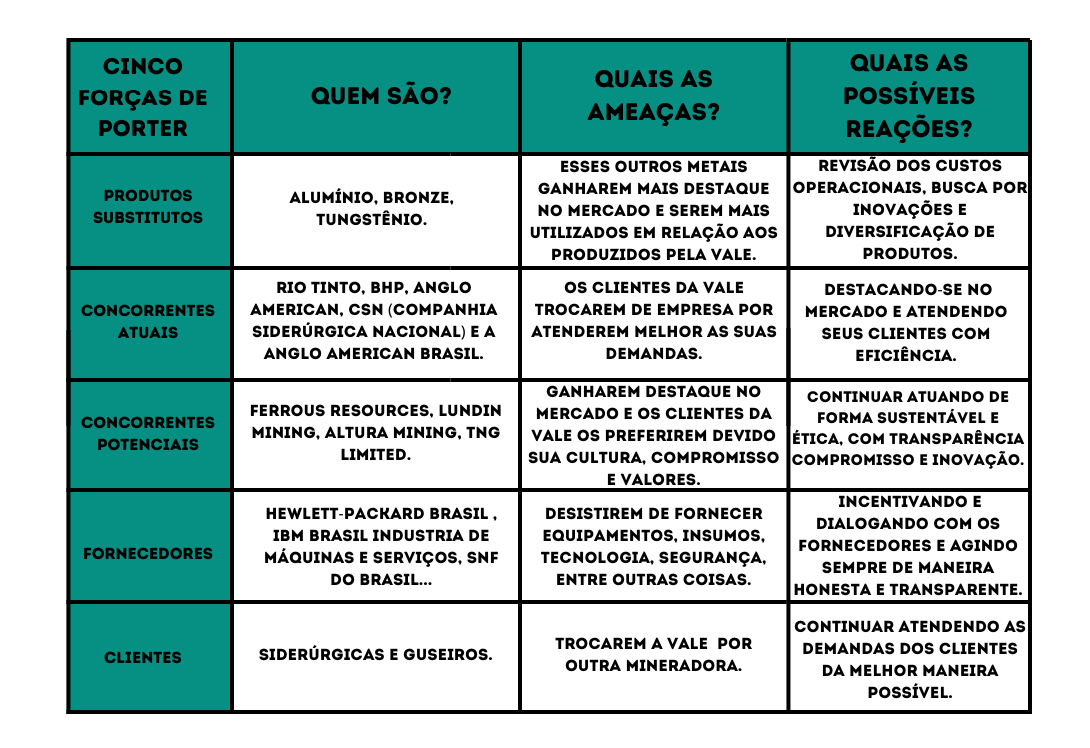 CINCO
FORÇAS DE
PORTER
QUEM SÃO?
QUAIS AS
AMEAÇAS?
QUAIS AS
POSSÍVEIS
REAÇÕES?
PRODUTOS
SUBSTITUTOS
ALUMÍNIO, BRONZE,
TUNGSTÊNIO.
ESSES OUTROS METAIS
GANHAREM MAIS DESTAQUE
NO MERCADO E SEREM MAIS
UTILIZADOS EM RELAÇÃO AOS
PRODUZIDOS PELA VALE.
REVISÃO DOS CUSTOS
OPERACIONAIS, BUSCA POR
INOVAÇÕES E
DIVERSIFICAÇÃO DE
PRODUTOS.
CONCORRENTES
ATUAIS
RIO TINTO, BHP, ANGLO
AMERICAN, CSN (COMPANHIA
SIDERÚRGICA NACIONAL) E A
ANGLO AMERICAN BRASIL.
OS CLIENTES DA VALE
TROCAREM DE EMPRESA POR
ATENDEREM MELHOR AS SUAS
DEMANDAS.
DESTACANDO-SE NO
MERCADO E ATENDENDO
SEUS CLIENTES COM
EFICIÊNCIA.
CONCORRENTES
POTENCIAIS
FERROUS RESOURCES, LUNDIN
MINING, ALTURA MINING, TNG
LIMITED.
GANHAREM DESTAQUE NO
MERCADO E OS CLIENTES DA
VALE OS PREFERIREM DEVIDO
SUA CULTURA, COMPROMISSO
E VALORES.
CONTINUAR ATUANDO DE
FORMA SUSTENTÁVEL E
ÉTICA, COM TRANSPARÊNCIA
COMPROMISSO E INOVAÇÃO.
FORNECEDORES
HEWLETT-PACKARD BRASIL ,
IBM BRASIL INDUSTRIA DE
MÁQUINAS E SERVIÇOS, SNF
DO BRASIL...
DESISTIREM DE FORNECER
EQUIPAMENTOS, INSUMOS,
TECNOLOGIA, SEGURANÇA,
ENTRE OUTRAS COISAS.
INCENTIVANDO E
DIALOGANDO COM OS
FORNECEDORES E AGINDO
SEMPRE DE MANEIRA
HONESTA E TRANSPARENTE.
CLIENTES
SIDERÚRGICAS E GUSEIROS.
TROCAREM A VALE  POR
OUTRA MINERADORA.
CONTINUAR ATENDENDO AS
DEMANDAS DOS CLIENTES
DA MELHOR MANEIRA
POSSÍVEL.